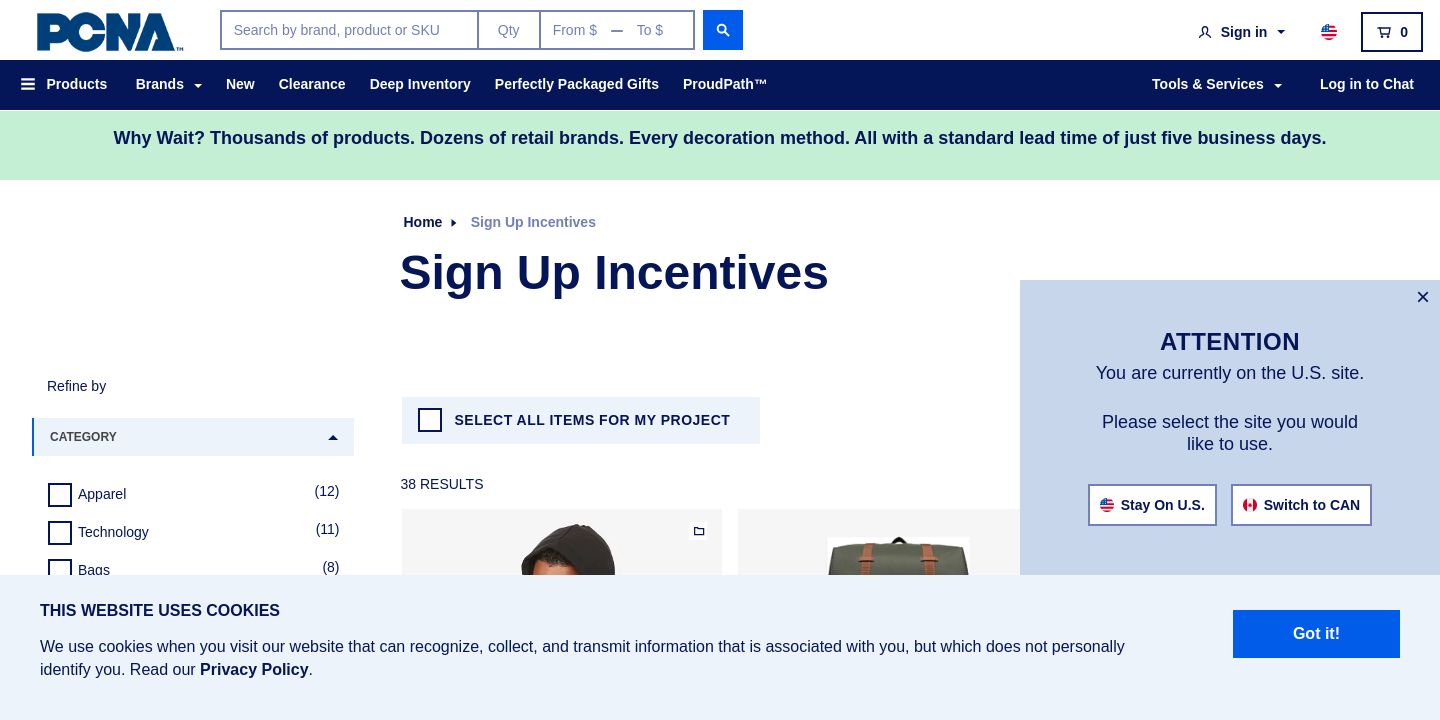 PCNA™
Search by brand, product or SKU
Qty
From $ — To $
Sign in
0
Products
Brands
New
Clearance
Deep Inventory
Perfectly Packaged Gifts
ProudPath™
Tools & Services
Log in to Chat
Why Wait? Thousands of products. Dozens of retail brands. Every decoration method. All with a standard lead time of just five business days.
Home
Sign Up Incentives
Sign Up Incentives
Refine by
CATEGORY
Apparel (12)
Technology (11)
Bags (8)
SELECT ALL ITEMS FOR MY PROJECT
38 RESULTS
×
ATTENTION
You are currently on the U.S. site.
Please select the site you would
like to use.
Stay On U.S.
Switch to CAN
THIS WEBSITE USES COOKIES
We use cookies when you visit our website that can recognize, collect, and transmit information that is associated with you, but which does not personally
identify you. Read our Privacy Policy.
Got it!